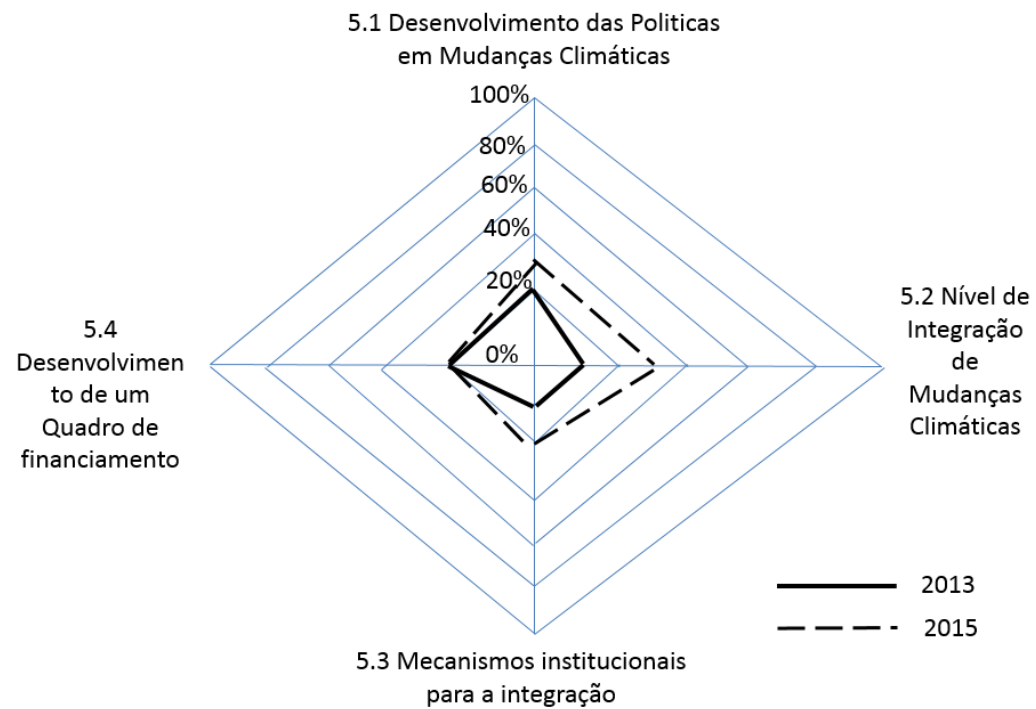 5.1 Desenvolvimento das Politicas
em Mudanças Climáticas
100%
80%
60%
40%
20%
0%
5.2 Nível de
Integração
de
Mudanças
Climáticas
5.4
Desenvolvimen
to de um
Quadro de
financiamento
2013
2015
5.3 Mecanismos institucionais
para a integração